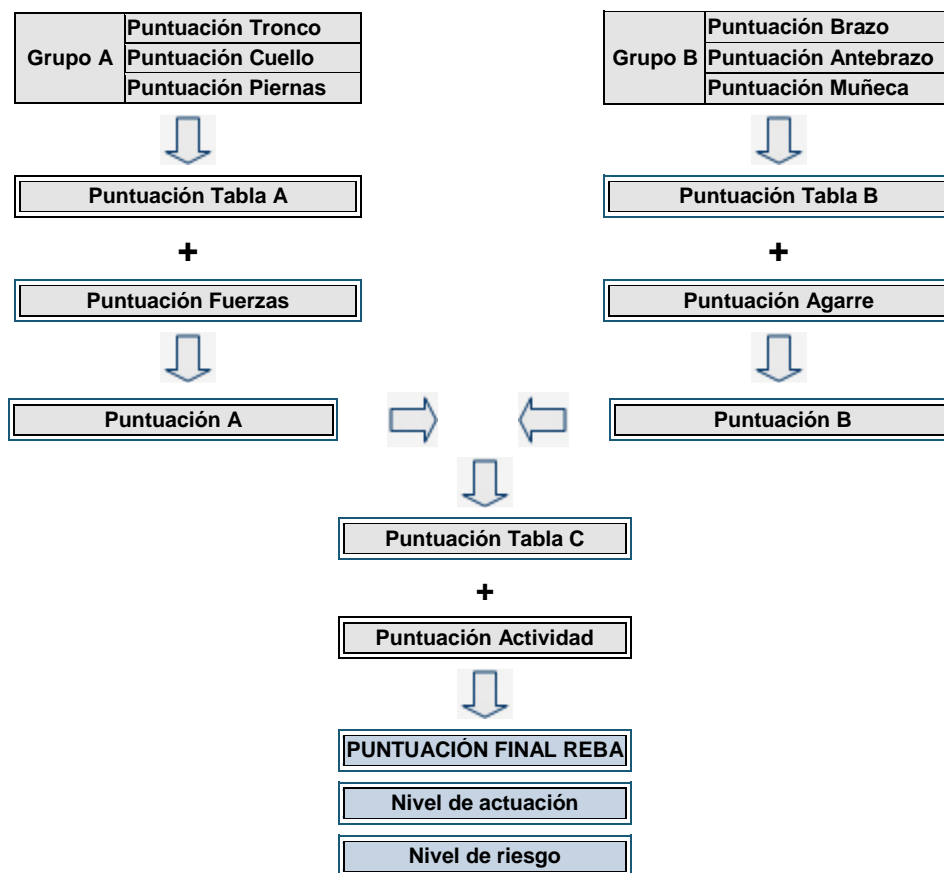 Grupo A
Puntuación Tronco
Puntuación Cuello
Puntuación Piernas
Grupo B
Puntuación Brazo
Puntuación Antebrazo
Puntuación Muñeca
Puntuación Tabla A
Puntuación Tabla B
+
+
Puntuación Fuerzas
Puntuación Agarre
Puntuación A
Puntuación B
Puntuación Tabla C
+
Puntuación Actividad
PUNTUACIÓN FINAL REBA
Nivel de actuación
Nivel de riesgo